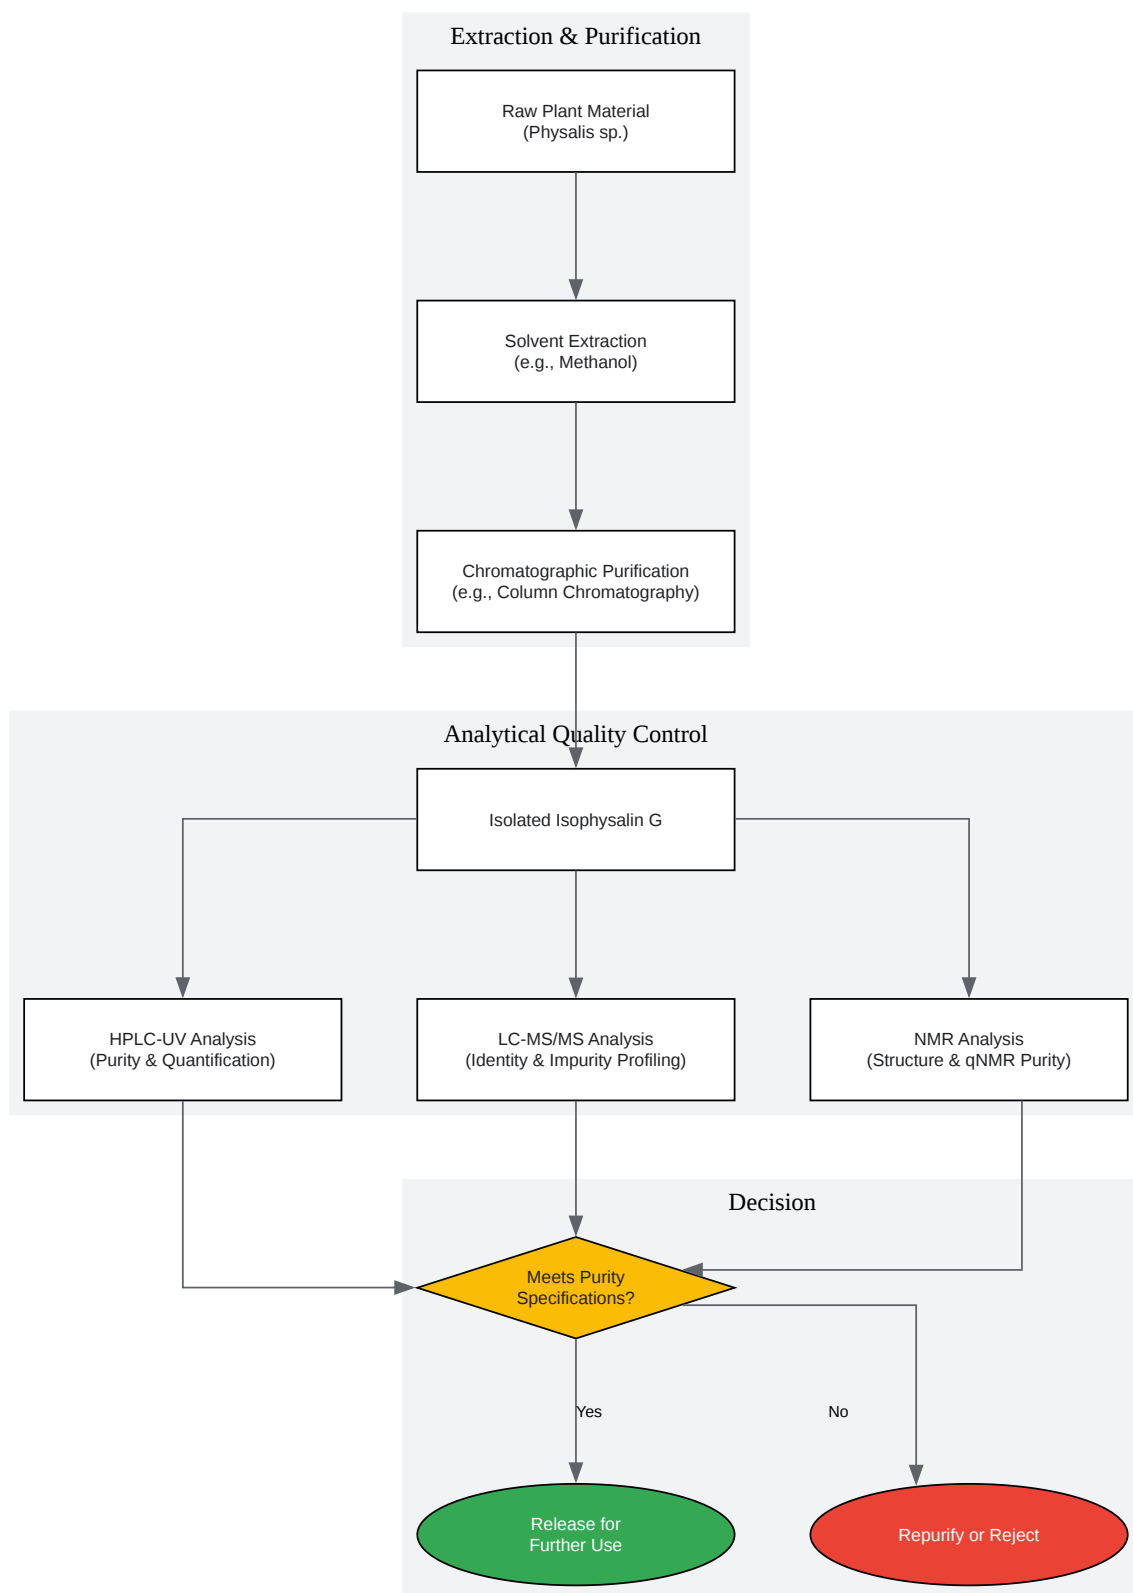 Extraction & Purification
Raw Plant Material
(Physalis sp.)
Solvent Extraction
(e.g., Methanol)
Chromatographic Purification
(e.g., Column Chromatography)
Analytical Quality Control
Isolated Isophysalin G
HPLC-UV Analysis
(Purity & Quantification)
LC-MS/MS Analysis
(Identity & Impurity Profiling)
NMR Analysis
(Structure & qNMR Purity)
Decision
Meets Purity
Specifications?
Yes
No
Release for
Further Use
Repurify or Reject